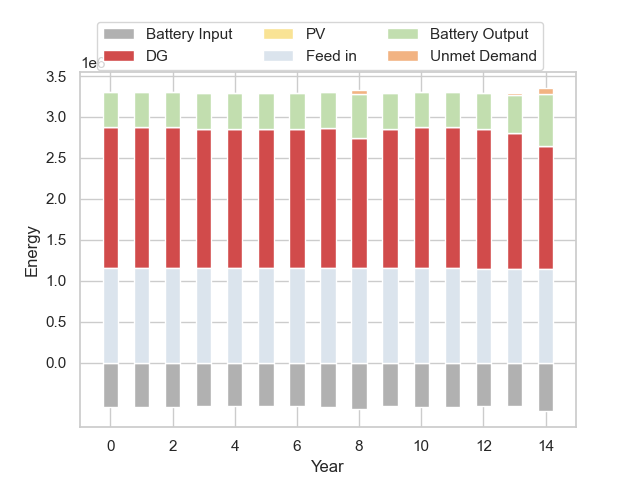 Battery Input PV Battery Output
DG Feed in Unmet Demand
1e6
3.5
3.0
2.5
2.0
1.5
1.0
0.5
0.0
Energy
0 2 4 6 8 10 12 14
Year